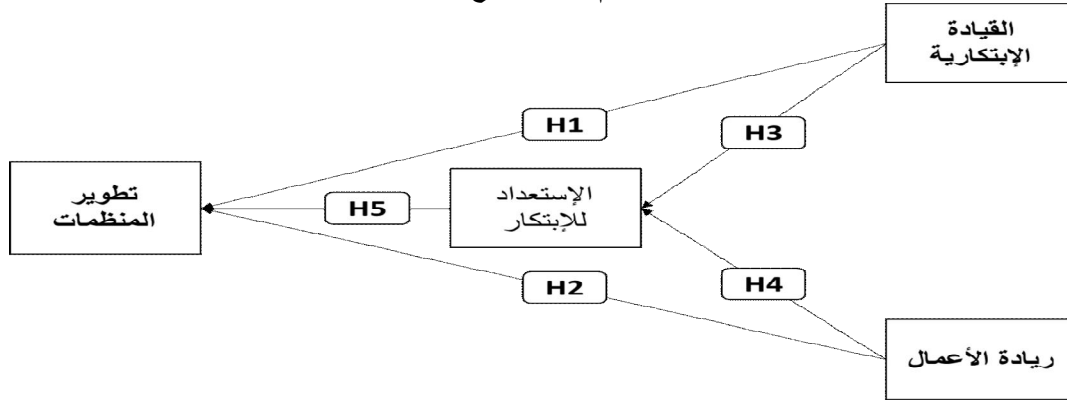 القيادة
الإبتكارية
H1
H3
تطوير
المنظمات
H5
الإستعداد
للإبتكار
H2
H4
ريادة الأعمال